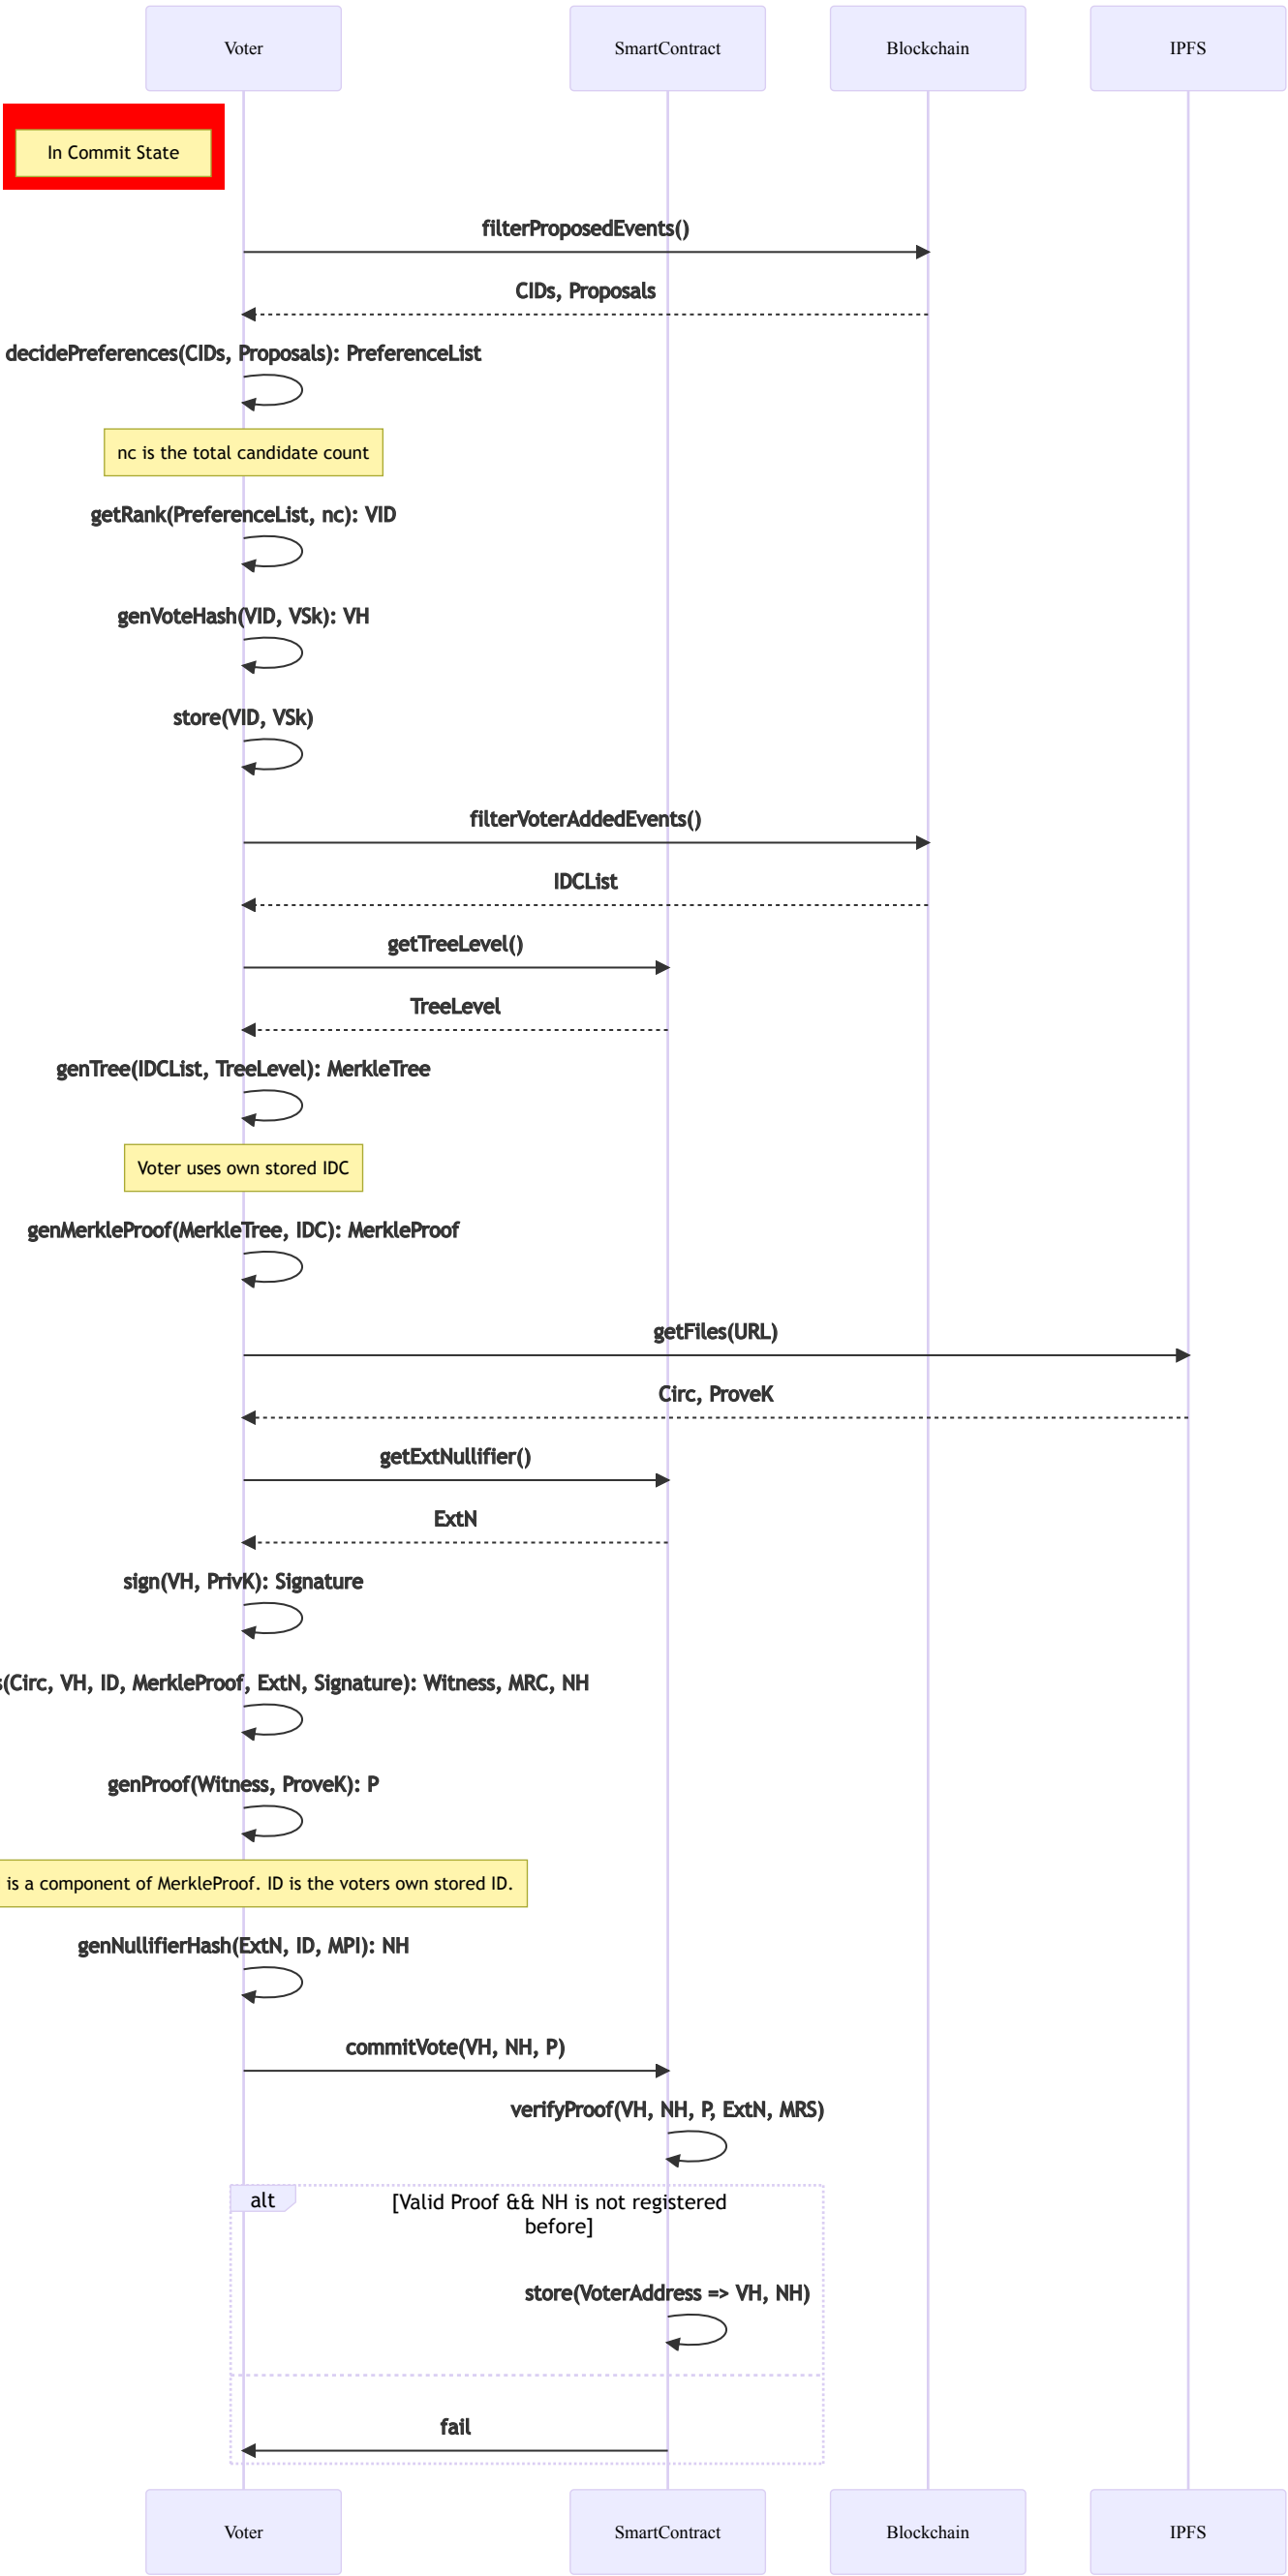 Voter
SmartContract
Blockchain
IPFS
In Commit State
filterProposedEvents()
CIDs, Proposals
decidePreferences(CIDs, Proposals): PreferenceList
nc is the total candidate count
getRank(PreferenceList, nc): VID
genVoteHash(VID, VSk): VH
store(VID, VSk)
filterVoterAddedEvents()
IDCList
getTreeLevel()
TreeLevel
genTree(IDCList, TreeLevel): MerkleTree
Voter uses own stored IDC
genMerkleProof(MerkleTree, IDC): MerkleProof
getFiles(URL)
Circ, ProveK
getExtNullifier()
ExtN
sign(VH, PrivK): Signature
s(Circ, VH, ID, MerkleProof, ExtN, Signature): Witness, MRC, NH
genProof(Witness, ProveK): P
is a component of MerkleProof. ID is the voters own stored ID.
genNullifierHash(ExtN, ID, MPI): NH
commitVote(VH, NH, P)
verifyProof(VH, NH, P, ExtN, MRS)
alt
[Valid Proof && NH is not registered
before]
store(VoterAddress => VH, NH)
fail
Voter
SmartContract
Blockchain
IPFS